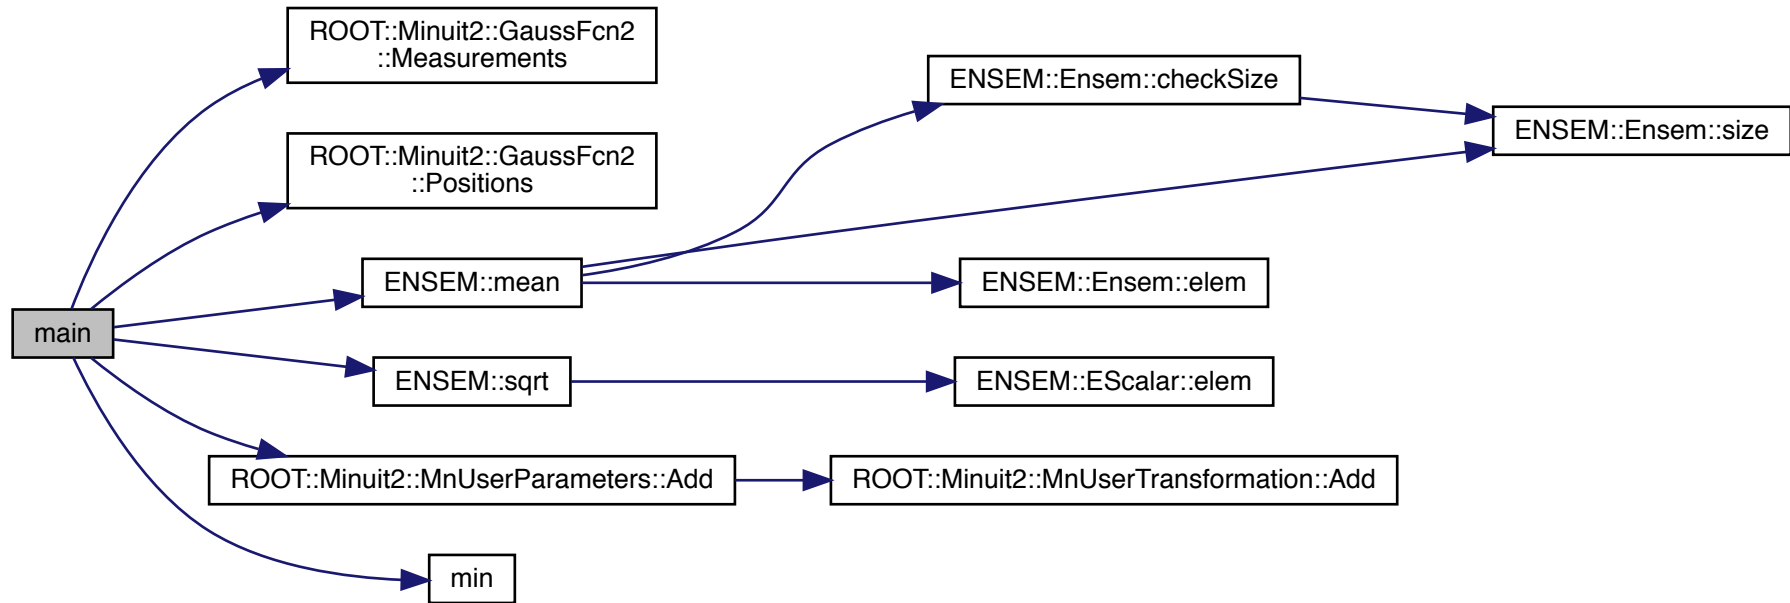 ROOT::Minuit2::GaussFcn2
::Measurements
ENSEM::Ensem::checkSize
ENSEM::Ensem::size
ROOT::Minuit2::GaussFcn2
::Positions
ENSEM::mean
ENSEM::Ensem::elem
main
ENSEM::sqrt
ENSEM::EScalar::elem
ROOT::Minuit2::MnUserParameters::Add
ROOT::Minuit2::MnUserTransformation::Add
min